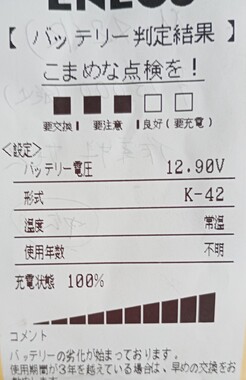 ENEOS
【 バッテリー判定結果 】
こまめな点検を！
■ ■ ■ □ □
要交換| 要注意 |良好(要充電)
<設定>
バッテリー電圧 12.90V
形式 K-42
温度 常温
使用年数 不明
充電状態 100%
コメント
バッテリーの劣化が始まっております。
使用期間が３年を越えている場合は、早めの交換をお